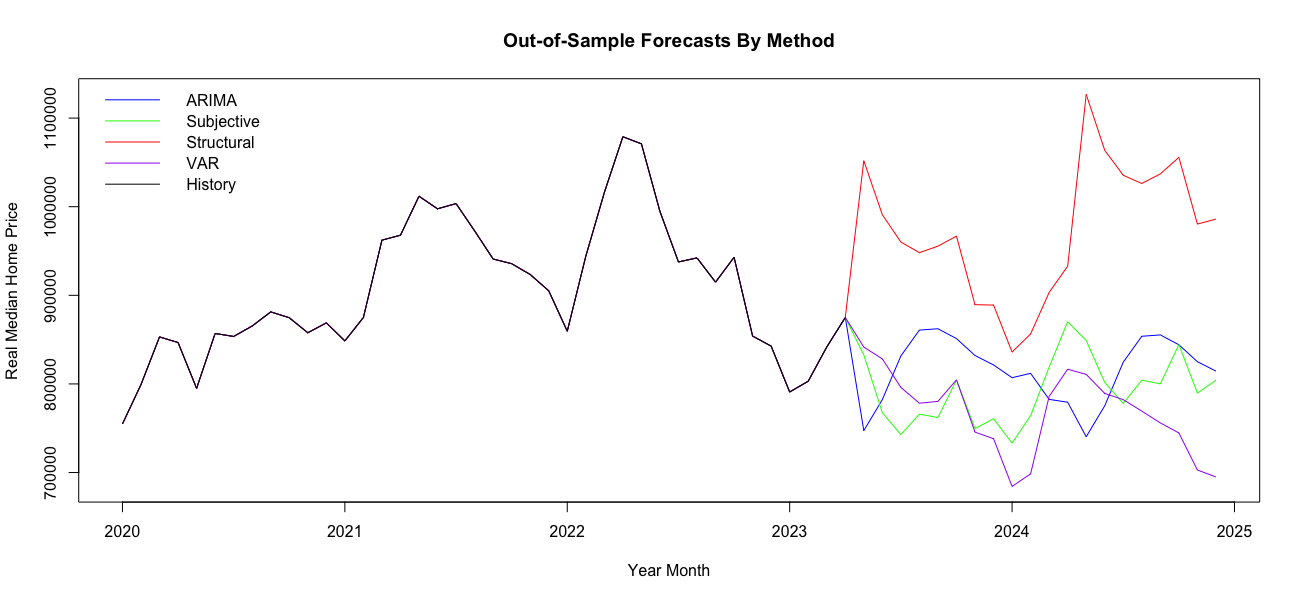 Out-of-Sample Forecasts By Method
ARIMA
Subjective
Structural
VAR
History
Real Median Home Price
1100000
1000000
900000
800000
700000
2020 2021 2022 2023 2024 2025
Year Month